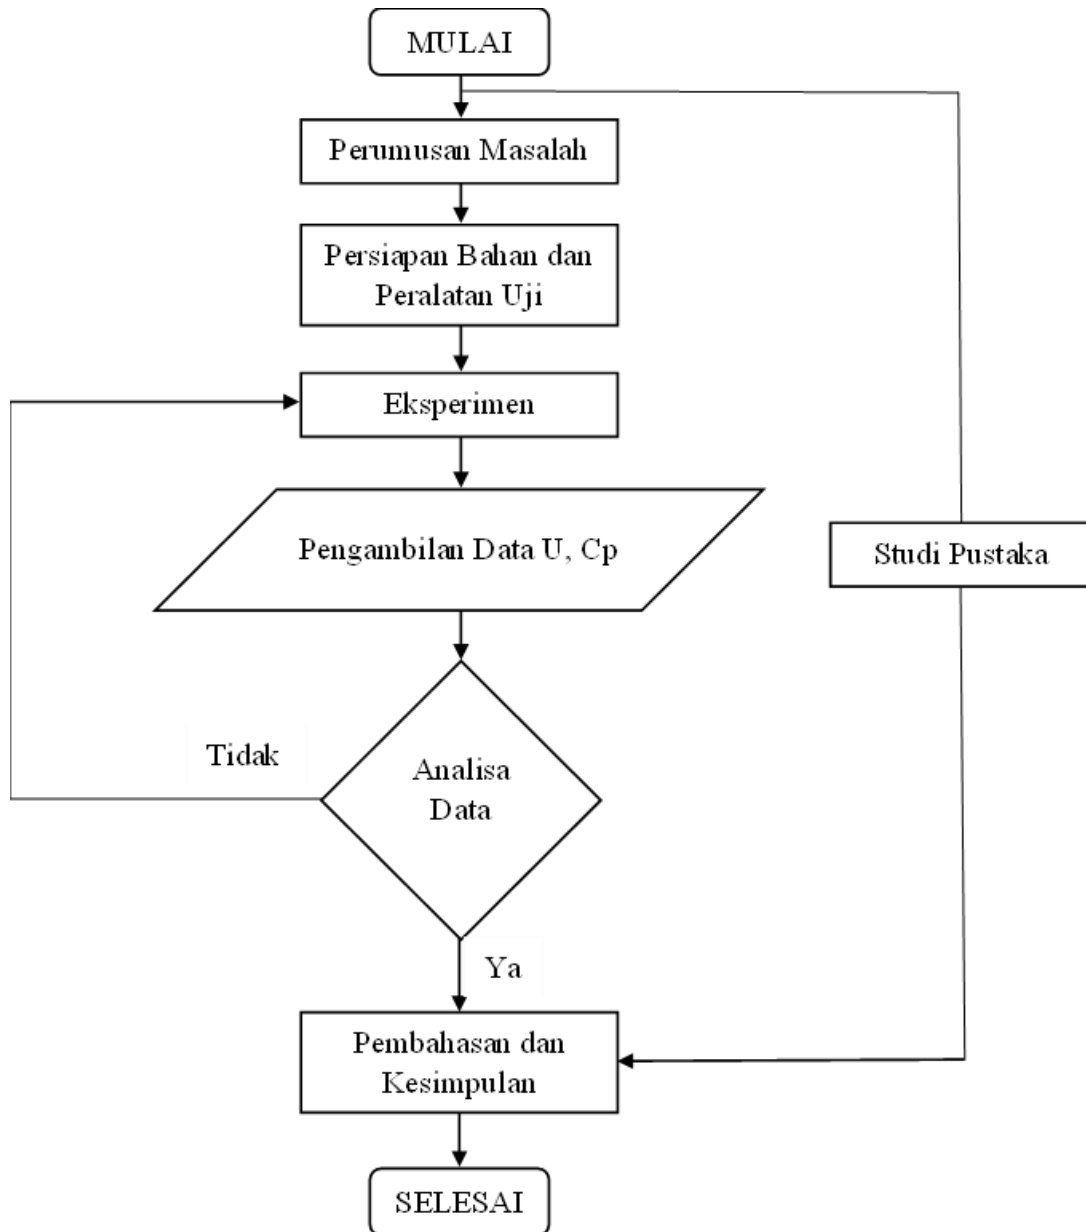 MULAI
Perumusan Masalah
Persiapan Bahan dan
Peralatan Uji
Eksperimen
Pengambilan Data U, Cp
Studi Pustaka
Tidak
Analisa
Data
Ya
Pembahasan dan
Kesimpulan
SELESAI